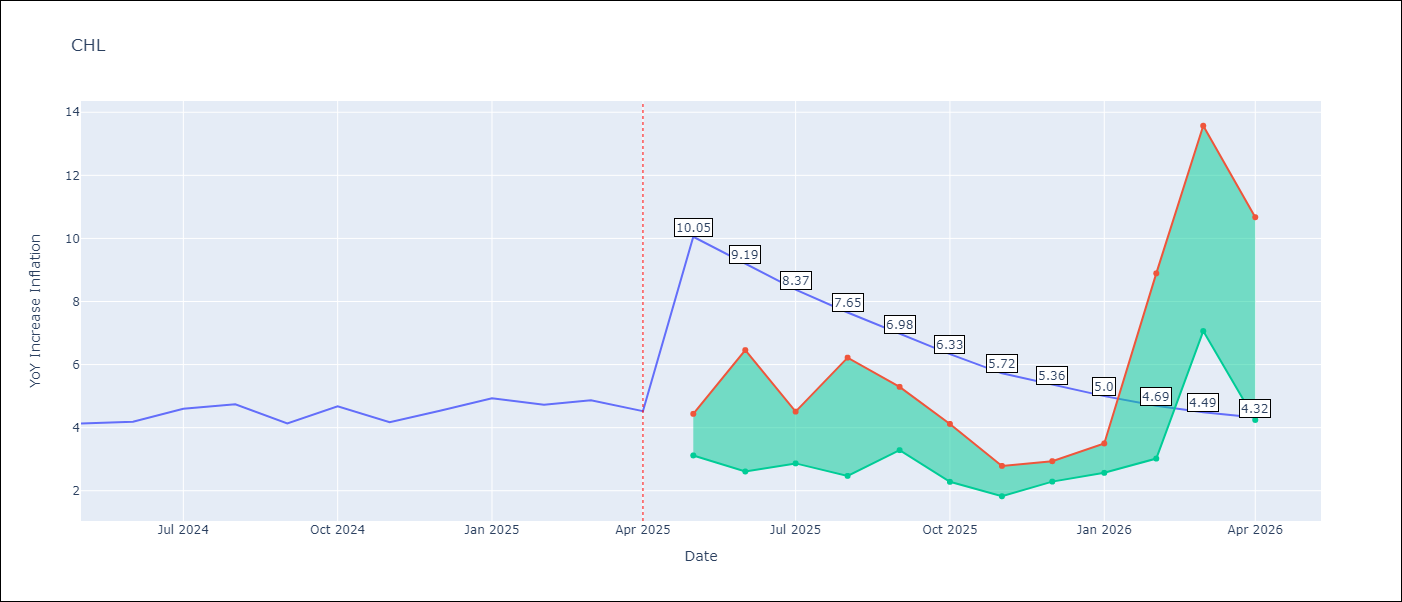 CHL
14
12
10
8
6
4
2
YoY Increase Inflation
10.05
9.19
8.37
7.65
6.98
6.33
5.72
5.36
5.0
4.69
4.49
4.32
Jul 2024
Oct 2024
Jan 2025
Apr 2025
Jul 2025
Oct 2025
Jan 2026
Apr 2026
Date